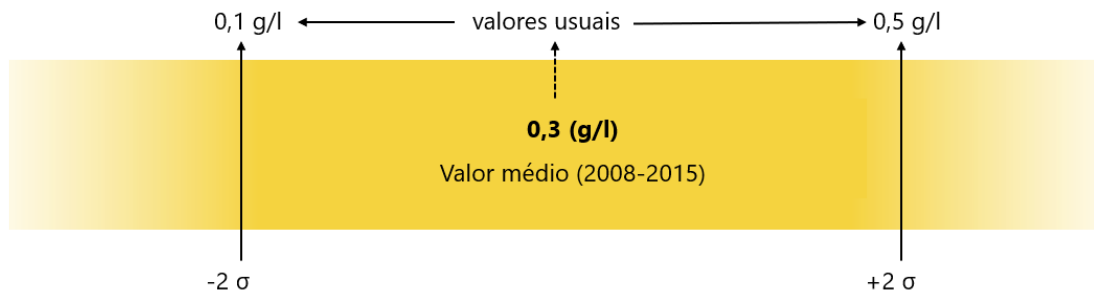 0,1 g/l valores usuais 0,5 g/l
0,3 (g/l)
Valor médio (2008-2015)
-2 σ +2 σ